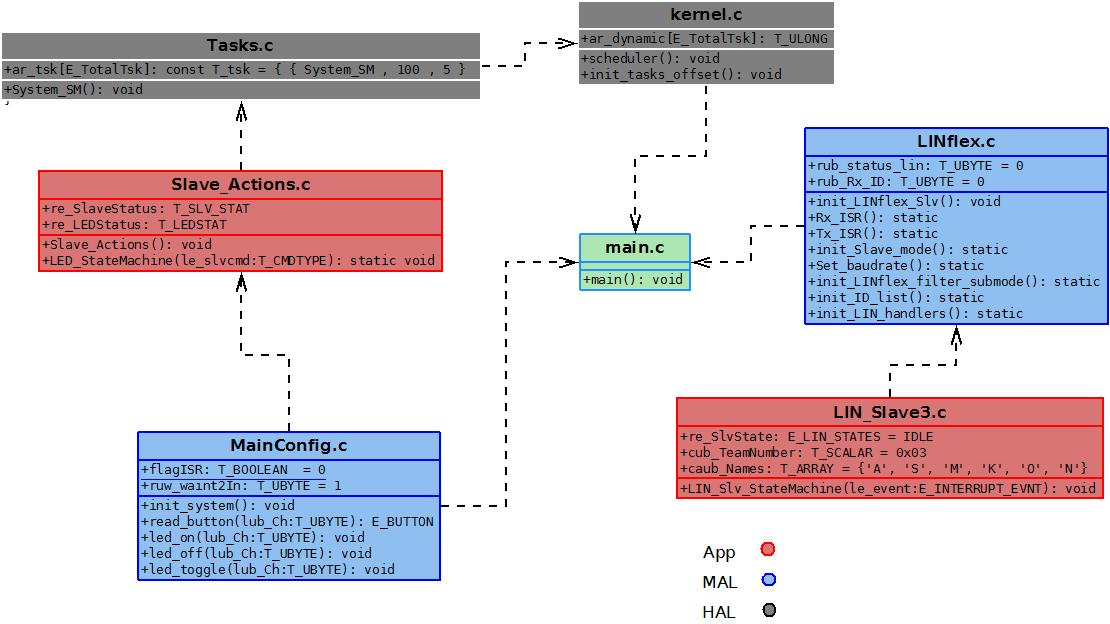 kernel.c
+ar_dynamic[E_TotalTsk]: T_ULONG
+scheduler(): void
+init_tasks_offset(): void
Tasks.c
+ar_tsk[E_TotalTsk]: const T_tsk = { { System_SM , 100 , 5 }
+System_SM(): void
}
LINflex.c
+rub_status_lin: T_UBYTE = 0
+rub_Rx_ID: T_UBYTE = 0
+init_LINflex_Slv(): void
+Rx_ISR(): static
+Tx_ISR(): static
+init_Slave_mode(): static
+Set_baudrate(): static
+init_LINflex_filter_submode(): static
+init_ID_list(): static
+init_LIN_handlers(): static
Slave_Actions.c
+re_SlaveStatus: T_SLV_STAT
+re_LEDStatus: T_LEDSTAT
+Slave_Actions(): void
+LED_StateMachine(le_slvcmd:T_CMDTYPE): static void
main.c
+main(): void
MainConfig.c
+flagISR: T_BOOLEAN  = 0
+ruw_waint2In: T_UBYTE = 1
+init_system(): void
+read_button(lub_Ch:T_UBYTE): E_BUTTON
+led_on(lub_Ch:T_UBYTE): void
+led_off(lub_Ch:T_UBYTE): void
+led_toggle(lub_Ch:T_UBYTE): void
LIN_Slave3.c
+re_SlvState: E_LIN_STATES = IDLE
+cub_TeamNumber: T_SCALAR = 0x03
+caub_Names: T_ARRAY = {'A', 'S', 'M', 'K', 'O', 'N'}
+LIN_Slv_StateMachine(le_event:E_INTERRUPT_EVNT): void
App
MAL
HAL